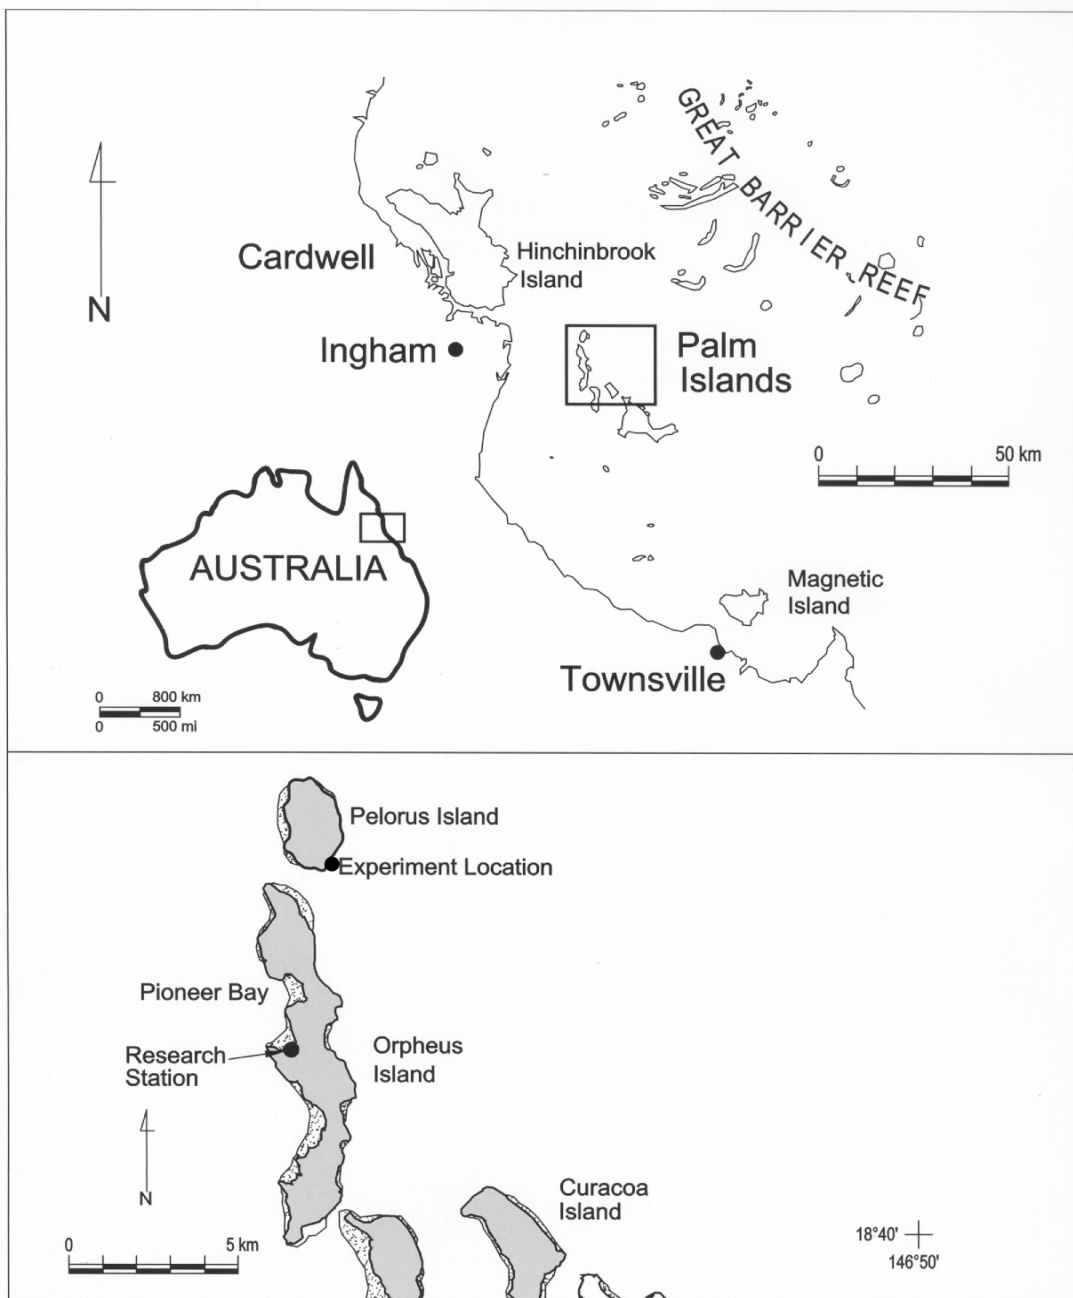 GREAT BARRIER REEF
N
Cardwell
Hinchinbrook
Island
Ingham
Palm
Islands
0 50 km
AUSTRALIA
Magnetic
Island
Townsville
0 800 km
0 500 mi
Pelorus Island
Experiment Location
Pioneer Bay
Research
Station
Orpheus
Island
N
Curacoa
Island
0 5 km
18°40'
146°50'